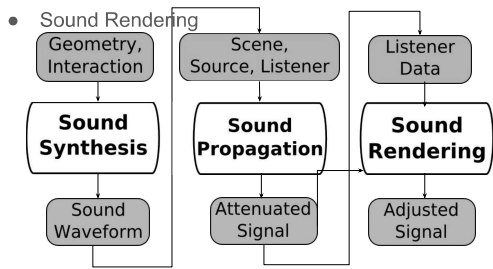 ● Sound Rendering
Geometry,
Interaction
Sound
Synthesis
Sound
Waveform
Scene,
Source, Listener
Sound
Propagation
Attenuated
Signal
Listener
Data
Sound
Rendering
Adjusted
Signal